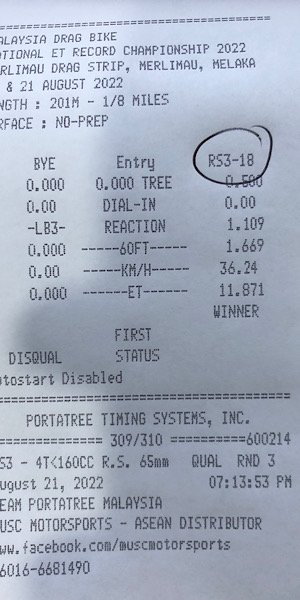 ==========================
ALAYSIA DRAG BIKE
ATIONAL ET RECORD CHAMPIONSHIP 2022
ERLIMAU DRAG STRIP, MERLIMAU, MELAKA
& 21 AUGUST 2022
NGTH : 201M - 1/8 MILES
RFACE : NO-PREP
BYE Entry RS3-18
0.000 0.000 TREE 0.500
0.00 DIAL-IN 0.00
-LB3- REACTION 1.109
0.000 -----60FT----- 1.669
0.00 -----KM/H----- 36.24
0.000 ------ET----- 11.871
WINNER
FIRST
DISQUAL STATUS
utostart Disabled
==========================
PORTATREE TIMING SYSTEMS, INC.
============= 309/310 ==========600214
S3 - 4T<160CC R.S. 65mm QUAL RND 3
ugust 21, 2022 07:13:53 PM
EAM PORTATREE MALAYSIA
USC MOTORSPORTS - ASEAN DISTRIBUTOR
ww.facebook.com/muscmotorsports
6016-6681490